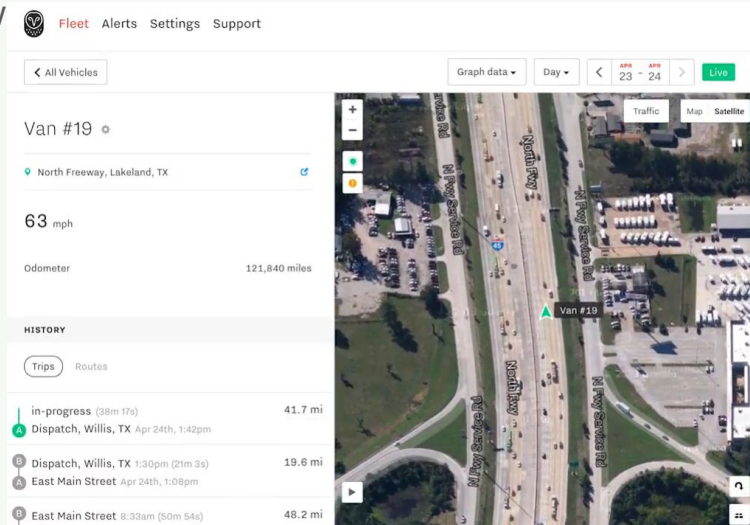 Fleet Alerts Settings Support
All Vehicles
Graph data
Day
APR APR
23 - 24
Live
Van #19
North Freeway, Lakeland, TX
63 mph
Odometer 121,840 miles
HISTORY
Trips Routes
in-progress (38m 17s) 41.7 mi
A Dispatch, Willis, TX Apr 24th, 1:42pm
B Dispatch, Willis, TX 1:30pm (21m 3s) 19.6 mi
A East Main Street Apr 24th, 1:08pm
B East Main Street 8:33am (50m 54s) 48.2 mi
+
−
Traffic
Map Satellite
ervice Rd
North Fwy
N Fwy Service Rd
N Fwy Service Rd
45
Van #19
North Fwy
N Fwy Service Rd
N Fwy Service Rd